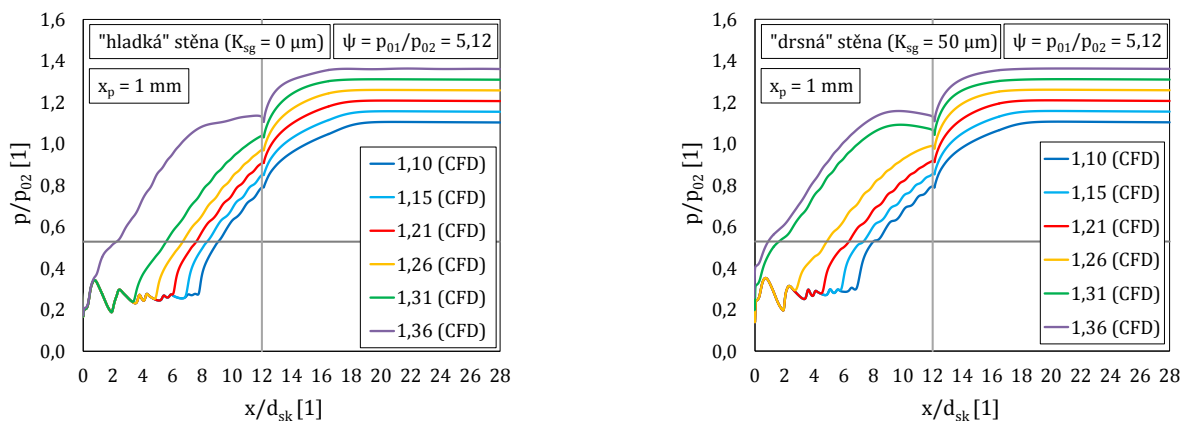 "hladká" stěna (Ksg = 0 μm)
ψ = p01/p02 = 5,12
xp = 1 mm
p/p02 [1]
1,6
1,4
1,2
1,0
0,8
0,6
0,4
0,2
0,0
1,10 (CFD)
1,15 (CFD)
1,21 (CFD)
1,26 (CFD)
1,31 (CFD)
1,36 (CFD)
0 2 4 6 8 10 12 14 16 18 20 22 24 26 28
x/dsk [1]
"drsná" stěna (Ksg = 50 μm)
ψ = p01/p02 = 5,12
xp = 1 mm
p/p02 [1]
1,6
1,4
1,2
1,0
0,8
0,6
0,4
0,2
0,0
1,10 (CFD)
1,15 (CFD)
1,21 (CFD)
1,26 (CFD)
1,31 (CFD)
1,36 (CFD)
0 2 4 6 8 10 12 14 16 18 20 22 24 26 28
x/dsk [1]